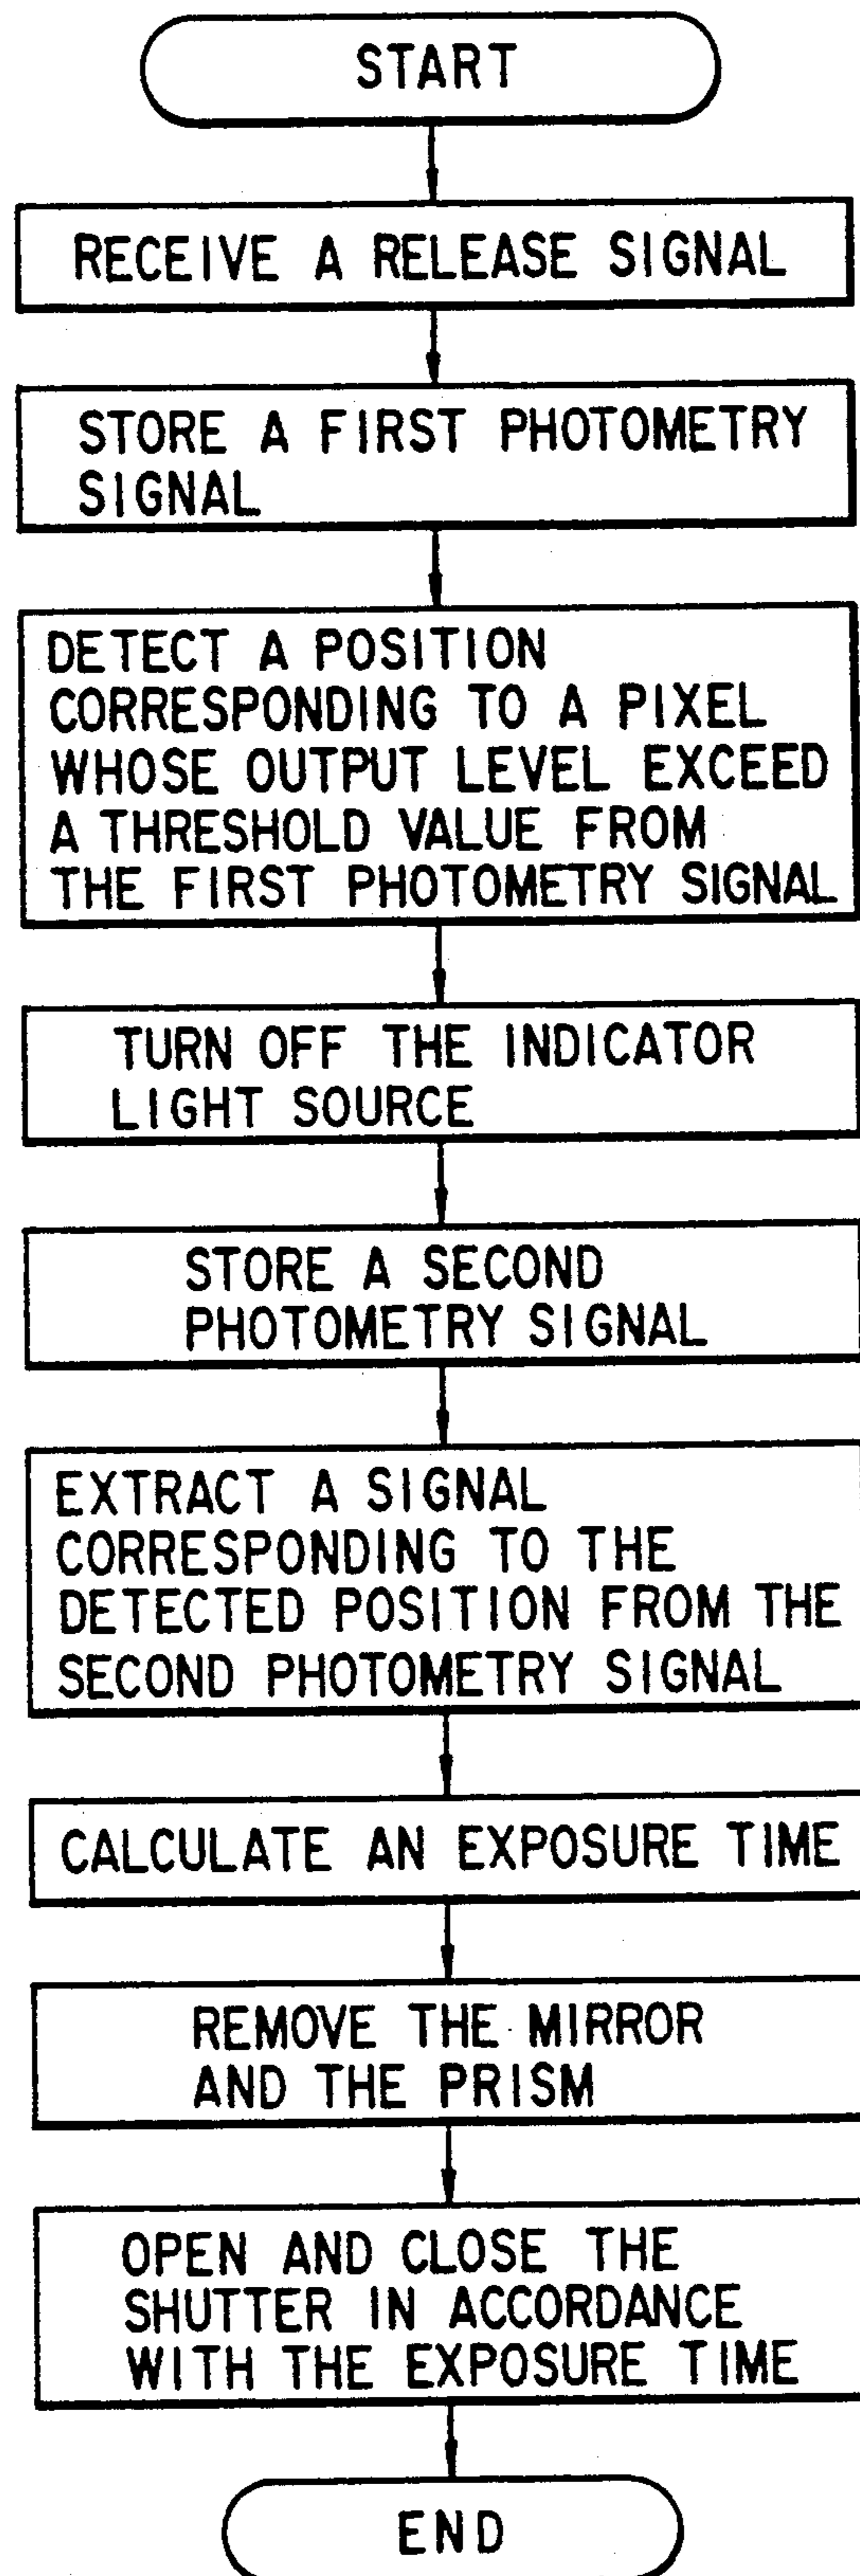 START
RECEIVE A RELEASE SIGNAL
STORE A FIRST PHOTOMETRY
SIGNAL
DETECT A POSITION
CORRESPONDING TO A PIXEL
WHOSE OUTPUT LEVEL EXCEED
A THRESHOLD VALUE FROM
THE FIRST PHOTOMETRY SIGNAL
TURN OFF THE INDICATOR
LIGHT SOURCE
STORE A SECOND
PHOTOMETRY SIGNAL
EXTRACT A SIGNAL
CORRESPONDING TO THE
DETECTED POSITION FROM THE
SECOND PHOTOMETRY SIGNAL
CALCULATE AN EXPOSURE TIME
REMOVE THE MIRROR
AND THE PRISM
OPEN AND CLOSE THE
SHUTTER IN ACCORDANCE
WITH THE EXPOSURE TIME
END